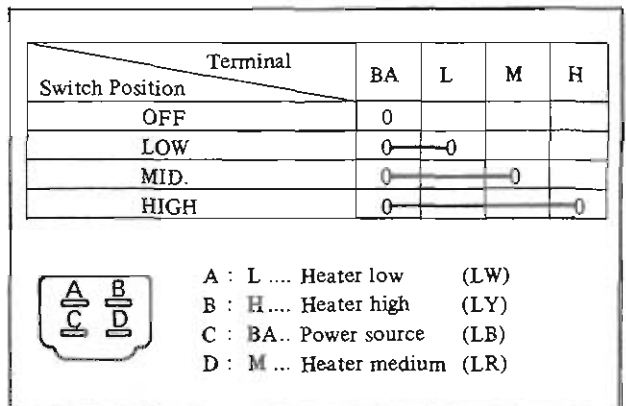 Terminal
Switch Position BA L M H
OFF 0
LOW 0 0
MID. 0 0
HIGH 0 0
A B
C D
A : L .... Heater low (LW)
B : H .... Heater high (LY)
C : BA.. Power source (LB)
D : M ... Heater medium (LR)